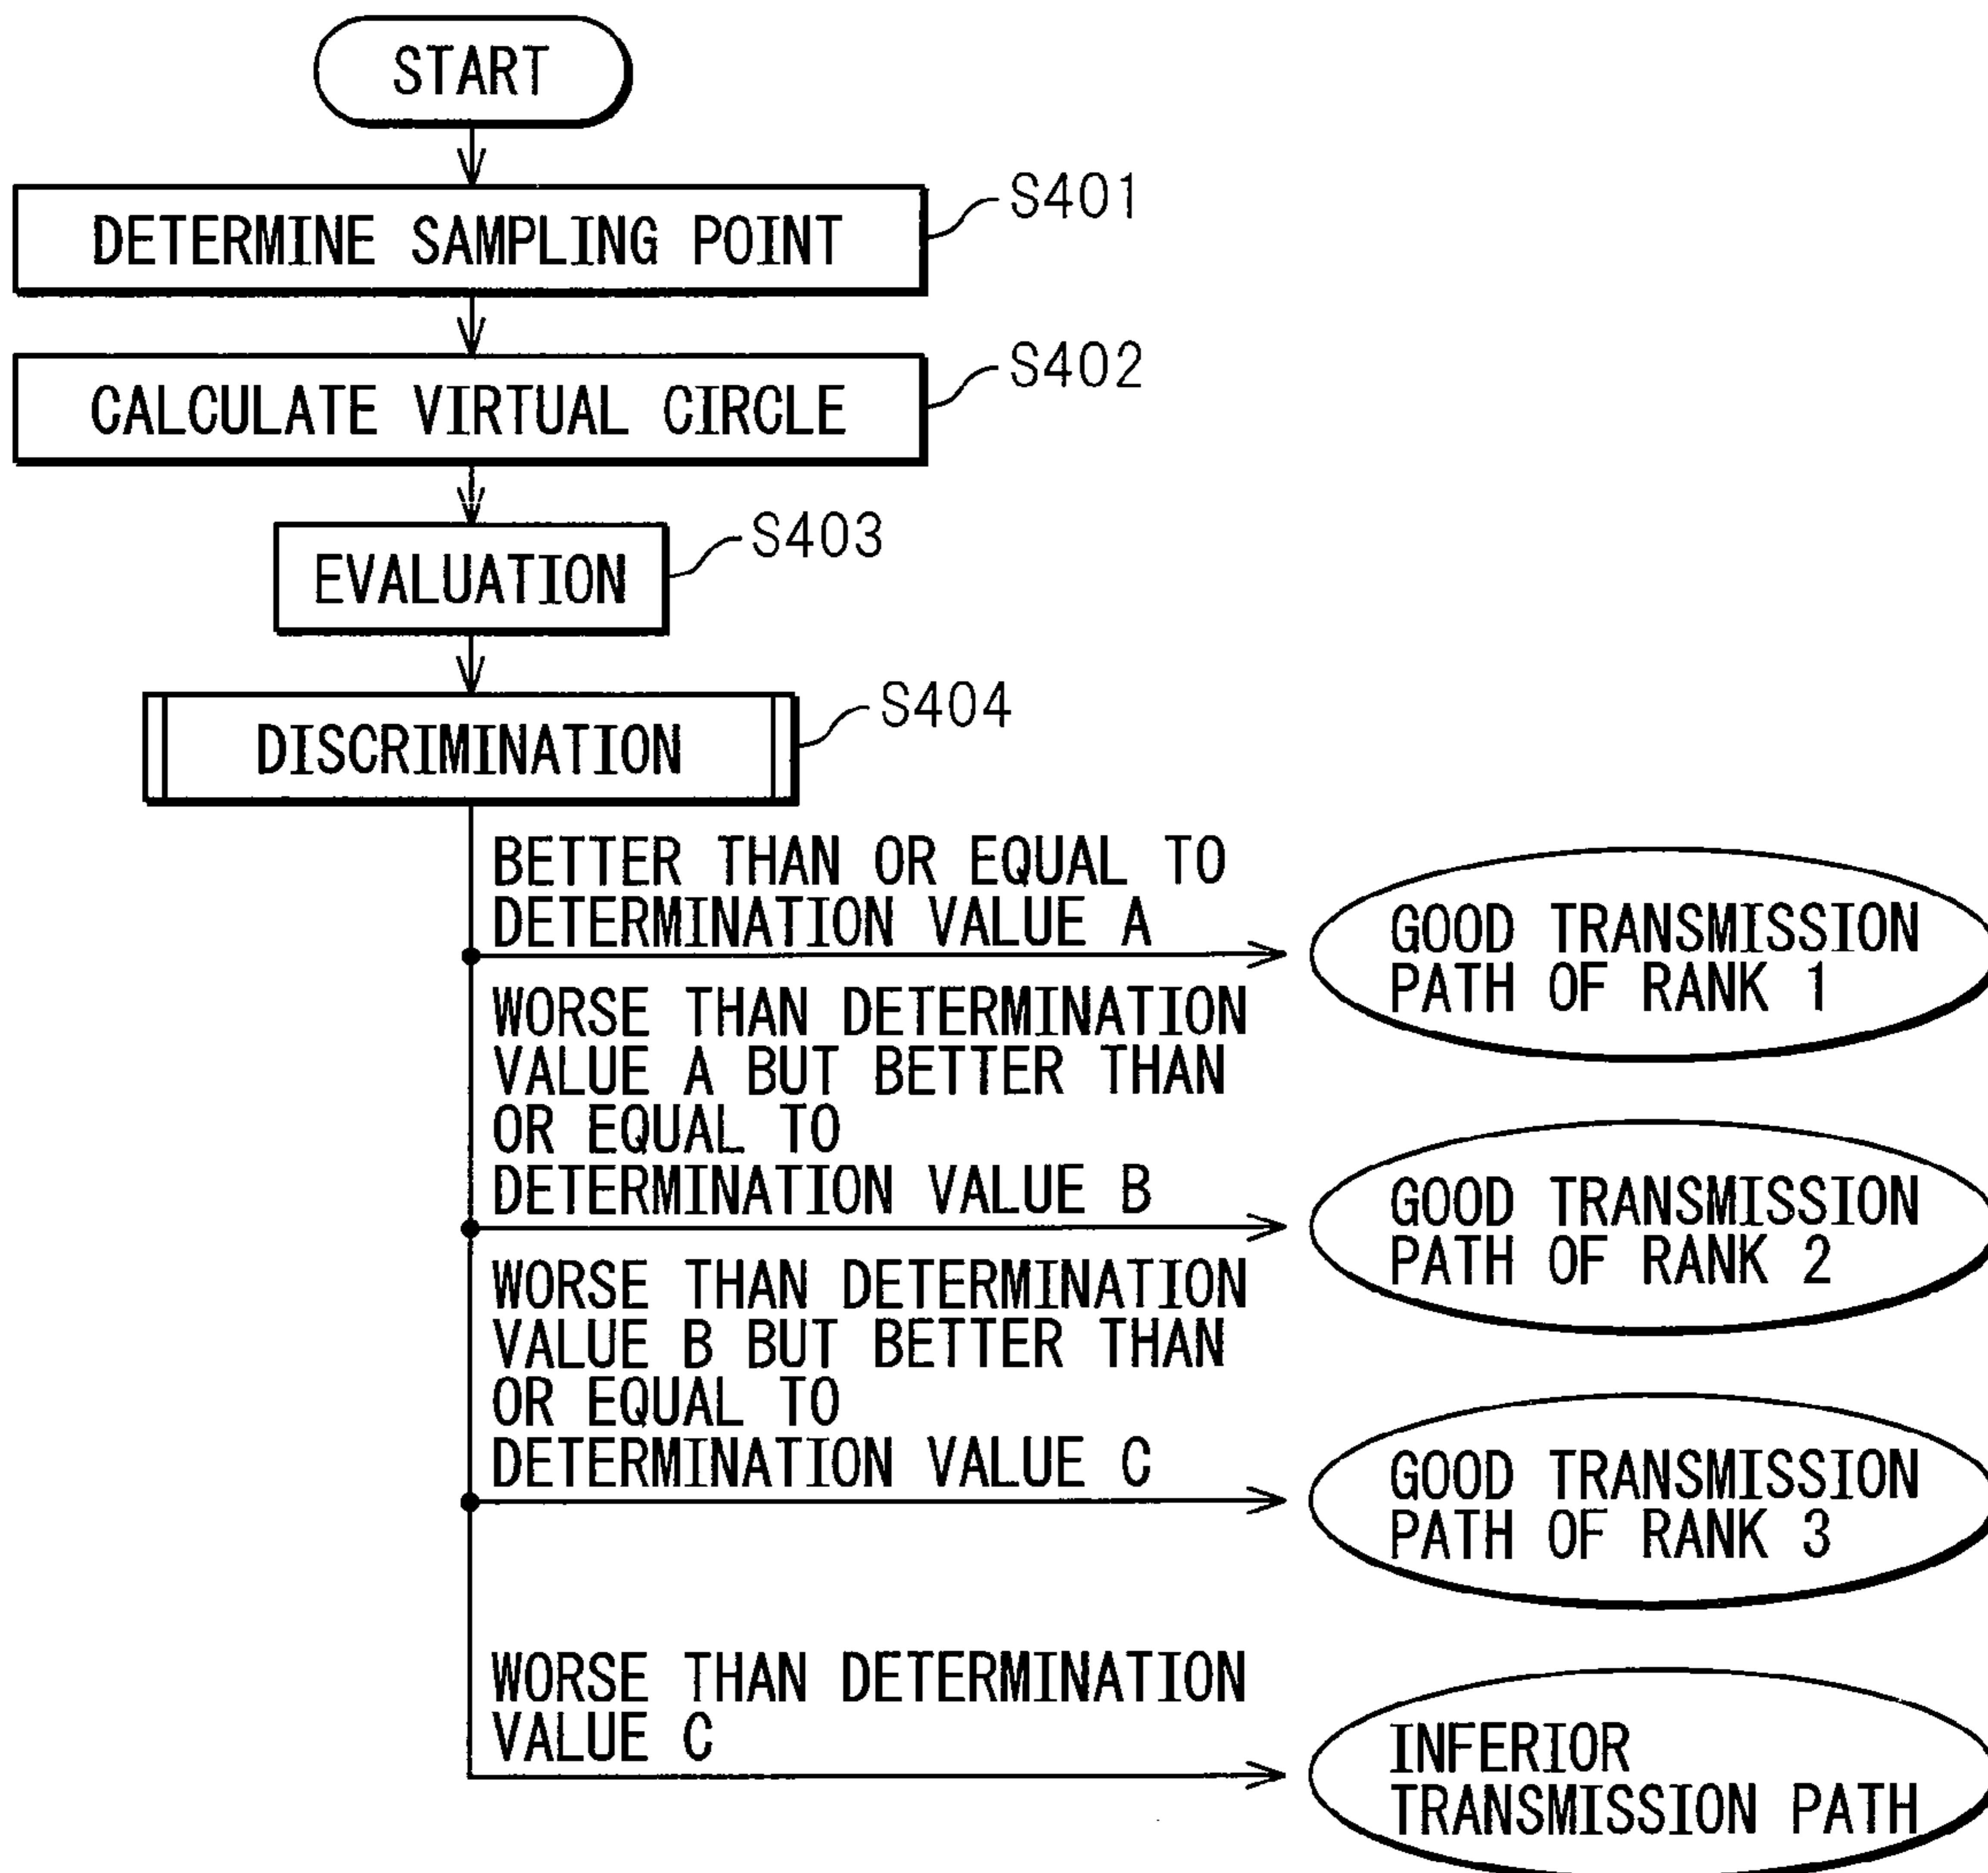 START
DETERMINE SAMPLING POINT
S401
CALCULATE VIRTUAL CIRCLE
S402
EVALUATION
S403
DISCRIMINATION
S404
BETTER THAN OR EQUAL TO
DETERMINATION VALUE A
GOOD TRANSMISSION
PATH OF RANK 1
WORSE THAN DETERMINATION
VALUE A BUT BETTER THAN
OR EQUAL TO
DETERMINATION VALUE B
GOOD TRANSMISSION
PATH OF RANK 2
WORSE THAN DETERMINATION
VALUE B BUT BETTER THAN
OR EQUAL TO
DETERMINATION VALUE C
GOOD TRANSMISSION
PATH OF RANK 3
WORSE THAN DETERMINATION
VALUE C
INFERIOR
TRANSMISSION PATH